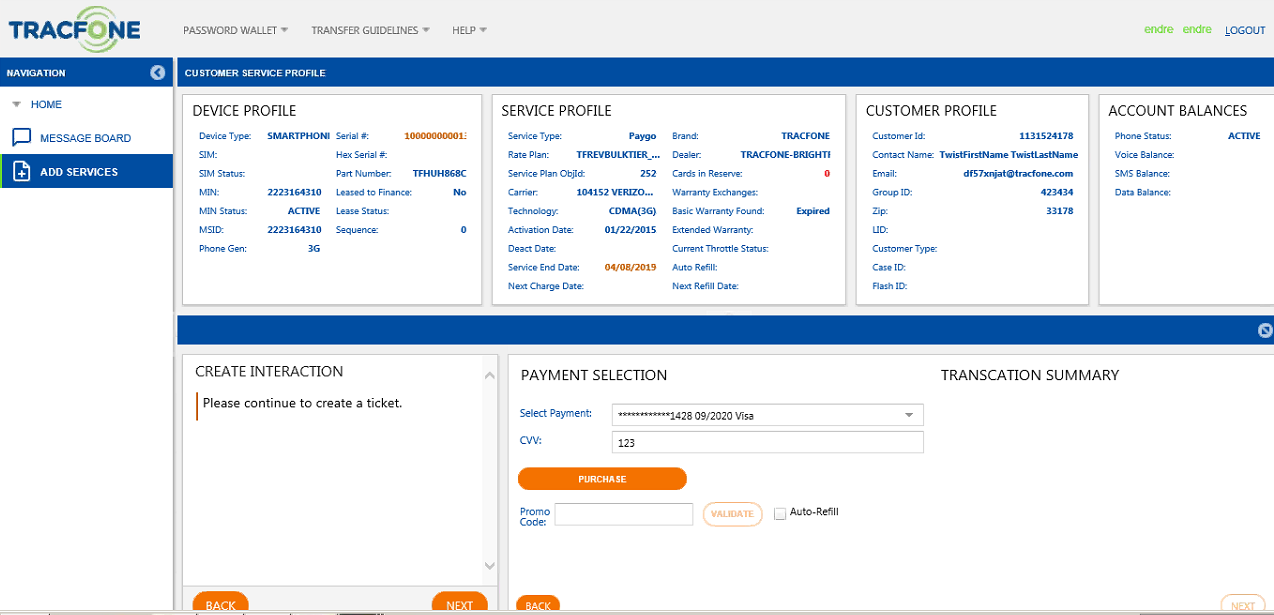 TRACFONE
PASSWORD WALLET TRANSFER GUIDELINES HELP
endre endre LOGOUT
NAVIGATION
HOME
MESSAGE BOARD
ADD SERVICES
CUSTOMER SERVICE PROFILE
DEVICE PROFILE
Device Type: SMARTPHONI Serial #: 10000000001
SIM: Hex Serial #:
SIM Status: Part Number: TFHUH868C
MIN: 2223164310 Leased to Finance: No
MIN Status: ACTIVE Lease Status:
MSID: 2223164310 Sequence: 0
Phone Gen: 3G
SERVICE PROFILE
Service Type: Paygo Brand: TRACFONE
Rate Plan: TFREVBULKTIER_... Dealer: TRACFONE-BRIGHTF
Service Plan ObjId: 252 Cards in Reserve: 0
Carrier: 104152 VERIZO... Warranty Exchanges:
Technology: CDMA(3G) Basic Warranty Found: Expired
Activation Date: 01/22/2015 Extended Warranty:
Deact Date: Current Throttle Status:
Service End Date: 04/08/2019 Auto Refill:
Next Charge Date: Next Refill Date:
CUSTOMER PROFILE
Customer Id: 1131524178
Contact Name: TwistFirstName TwistLastName
Email: df57xnjat@tracfone.com
Group ID: 423434
Zip: 33178
LID:
Customer Type:
Case ID:
Flash ID:
ACCOUNT BALANCES
Phone Status: ACTIVE
Voice Balance:
SMS Balance:
Data Balance:
CREATE INTERACTION
Please continue to create a ticket.
BACK NEXT
PAYMENT SELECTION
Select Payment: ************1428 09/2020 Visa
CVV: 123
PURCHASE
Promo Code: VALIDATE Auto-Refill
BACK NEXT
TRANSCATION SUMMARY